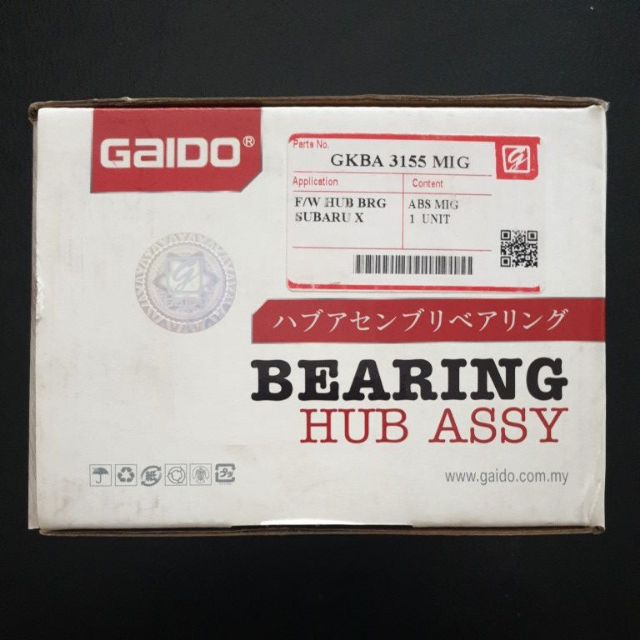 GaIDO®
Parts No.
GKBA 3155 MIG
Application
Content
F/W HUB BRG
SUBARU X
ABS MIG
1 UNIT
ハブアセンブリベアリング
BEARING
HUB ASSY
www.gaido.com.my